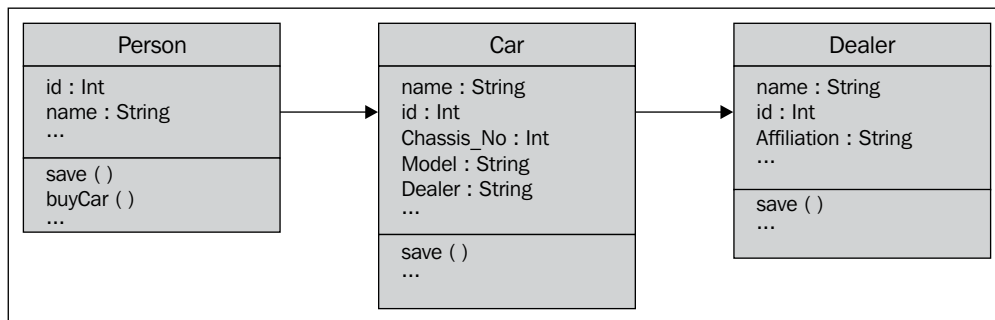 Person
id : Int
name : String
...
save ( )
buyCar ( )
...
Car
name : String
id : Int
Chassis_No : Int
Model : String
Dealer : String
...
save ( )
...
Dealer
name : String
id : Int
Affiliation : String
...
save ( )
...